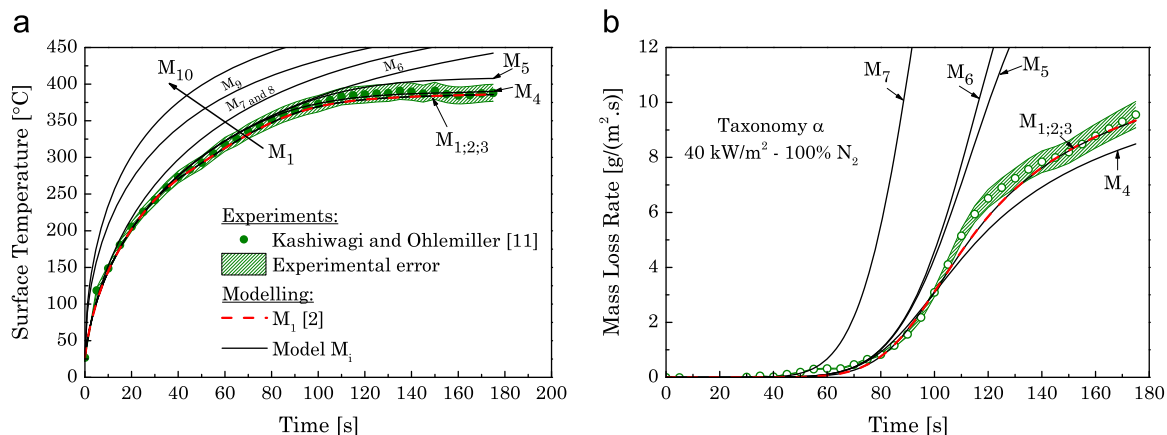 a
Surface Temperature [°C]
450
400
350
300
250
200
150
100
50
0
0 20 40 60 80 100 120 140 160 180 200
Time [s]
M10
M9
M7 and 8
M6
M5
M4
M1;2;3
M1
Experiments:
Kashiwagi and Ohlemiller [11]
Experimental error
Modelling:
M1 [2]
Model Mi
b
Mass Loss Rate [g/(m².s)]
12
10
8
6
4
2
0
0 20 40 60 80 100 120 140 160 180
Time [s]
M7
M6
M5
Taxonomy α
40 kW/m² - 100% N2
M1;2;3
M4